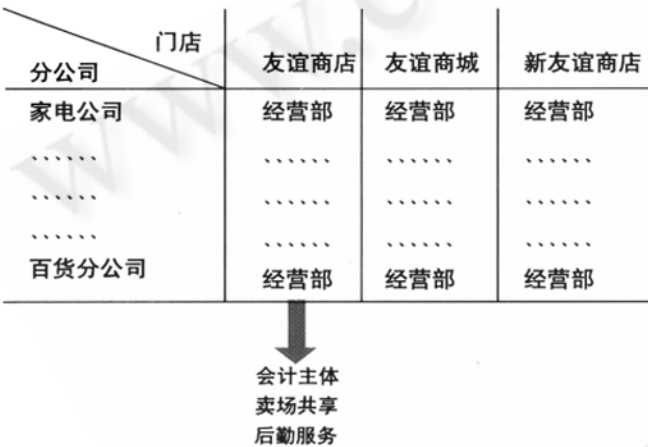 门店
分公司 友谊商店 友谊商城 新友谊商店
家电公司 经营部 经营部 经营部
、、、、、、 、、、、、、 、、、、、、 、、、、、、
、、、、、、 、、、、、、 、、、、、、 、、、、、、
、、、、、、 、、、、、、 、、、、、、 、、、、、、
百货分公司 经营部 经营部 经营部
会计主体
卖场共享
后勤服务